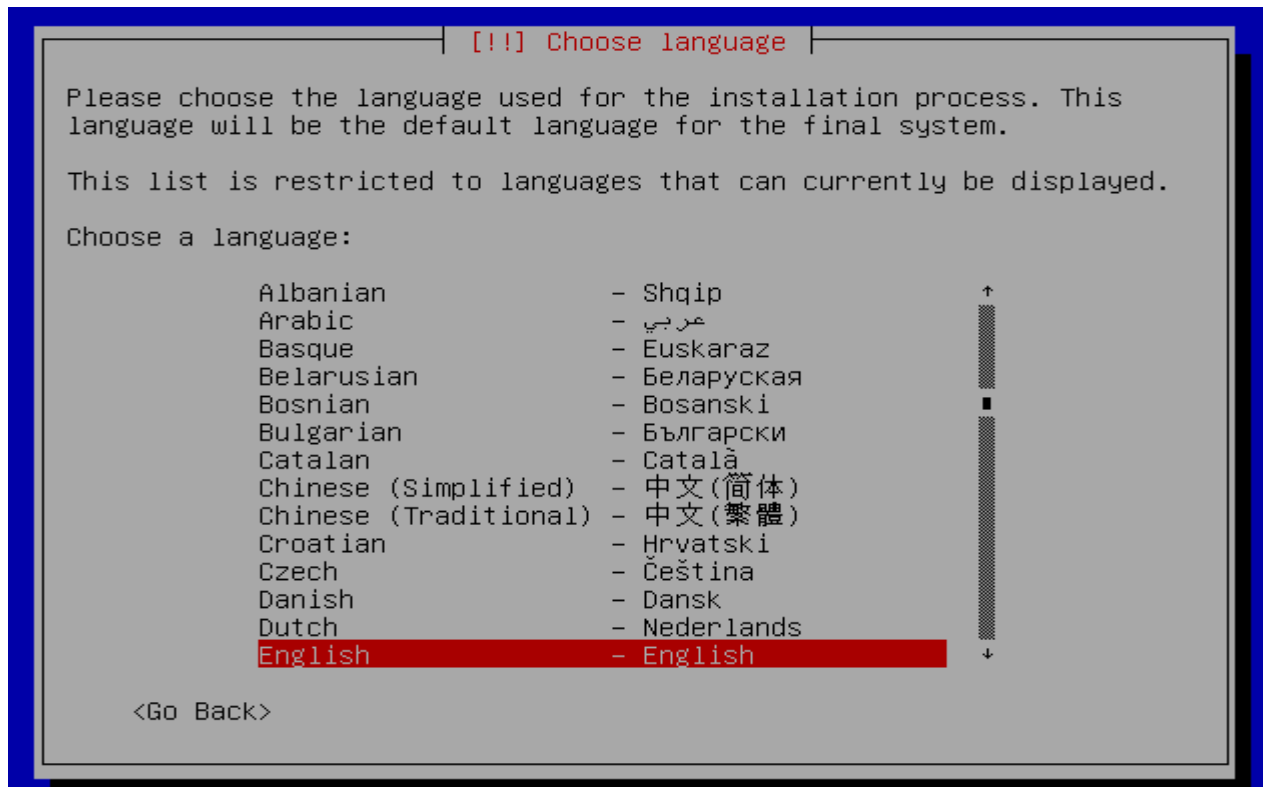 [!!] Choose language
Please choose the language used for the installation process. This
language will be the default language for the final system.
This list is restricted to languages that can currently be displayed.
Choose a language:
Albanian - Shqip
Arabic - عربي
Basque - Euskaraz
Belarusian - Беларуская
Bosnian - Bosanski
Bulgarian - Български
Catalan - Català
Chinese (Simplified) - 中文(简体)
Chinese (Traditional) - 中文(繁體)
Croatian - Hrvatski
Czech - Čeština
Danish - Dansk
Dutch - Nederlands
English - English
<Go Back>